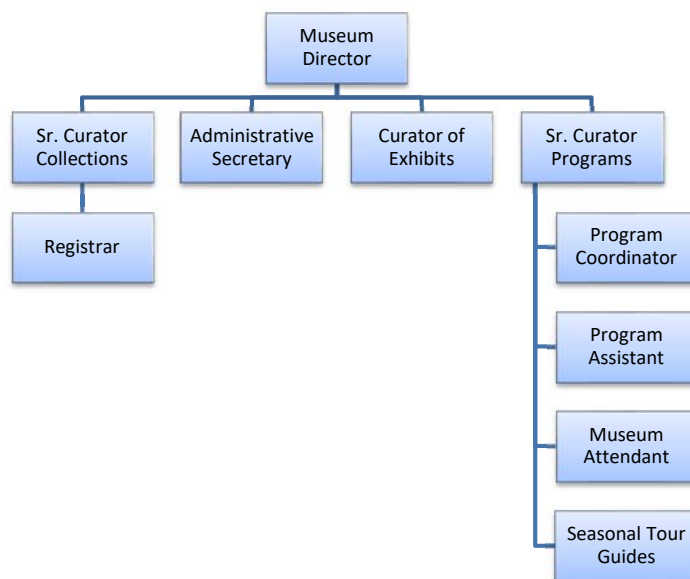 Museum
Director
Sr. Curator
Collections
Administrative
Secretary
Curator of
Exhibits
Sr. Curator
Programs
Registrar
Program
Coordinator
Program
Assistant
Museum
Attendant
Seasonal Tour
Guides